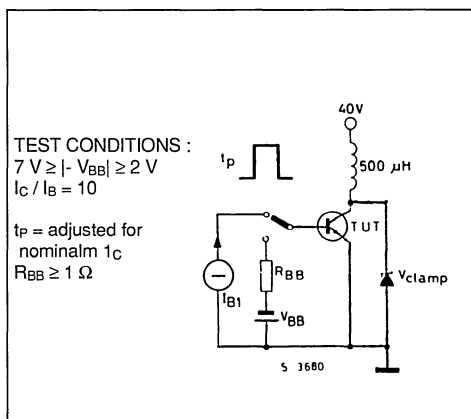 TEST CONDITIONS :
7 V ≥ |- VBB| ≥ 2 V
IC / IB = 10
tP = adjusted for
nominalm 1C
RBB ≥ 1 Ω
tp
40V
500 μH
TUT
IB1
RBB
VBB
Vclamp
S 3680